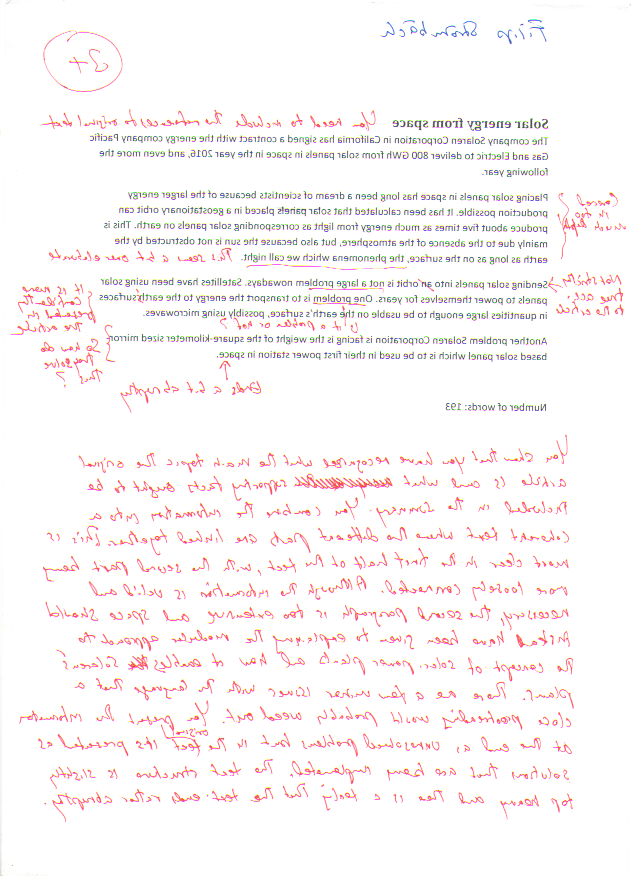 Filip Strömbäck
3+
Solar energy from space You need to include the reference to original text
The company Solaren Corporation in California has signed a contract with the energy company Pacific
Gas and Electric to deliver 800 GWh from solar panels in space in the year 2016, and even more the
following year.
Placing solar panels in space has long been a dream of scientists because of the larger energy
production possible. It has been calculated that solar panels placed in a geostationary orbit can
produce about five times as much energy from light as corresponding solar panels on earth. This is
mainly due to the absence of the atmosphere, but also because the sun is not obstructed by the
earth as long as on the surface, the phenomenon which we call night. This seems a bit over elaborate
Covered
in too
much depth
Sending solar panels into an orbit is not a large problem nowadays. Satellites have been using solar
panels to power themselves for years. One problem is to transport the energy to the earth's surfaces
in quantities large enough to be usable no the earth's surface, possibly using microwaves.
Is it a problem or not?
Not strictly
true acc.
to the article
It is more
confidently
presented in
the article
So how do
they solve
this?
Another problem Solaren Corporation is facing is the weight to the square-kilometer sized mirror-
based solar panel which is to be used in their first power station in space.
Ends a bit abruptly
Number of words: 193
You show that you have recognized what the main topic the original
article is and what supporting facts ought to be
included in the summary. You combine the information into a
coherent text where the different parts are linked together. This is
most clear in the first half of the text, with the second part being
more loosely connected. Although the information is valid and
necessary, the second paragraph is too extensive and space should
instead have been given to explaining the modular approach to
the concept of solar power plants and how it enables Solaren's
plans. There are a few minor issues with the language that a
close proofreading would probably weed out. You present the information
at the end as unresolved problems but in the original text it's presented as
solutions that are being implemented. The text structure is slightly
top heavy and there is a feeling that the text ends rather abruptly.